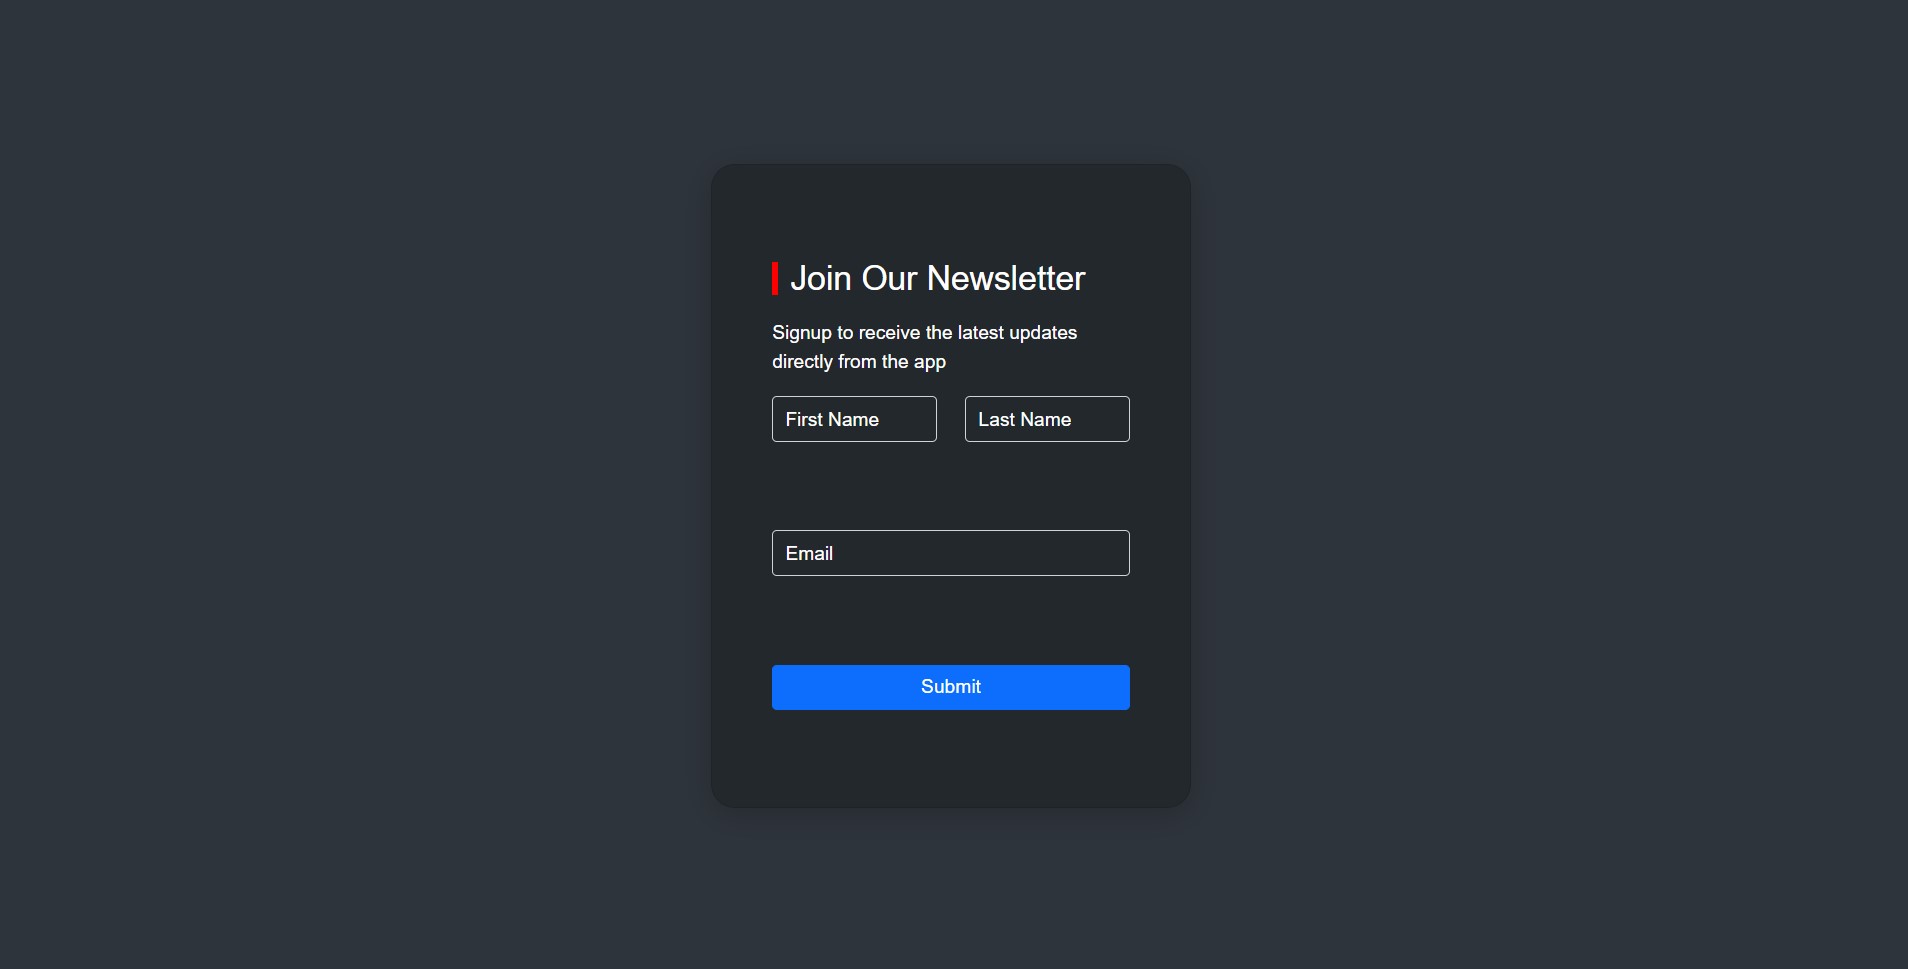 Join Our Newsletter
Signup to receive the latest updates
directly from the app
First Name
Last Name
Email
Submit